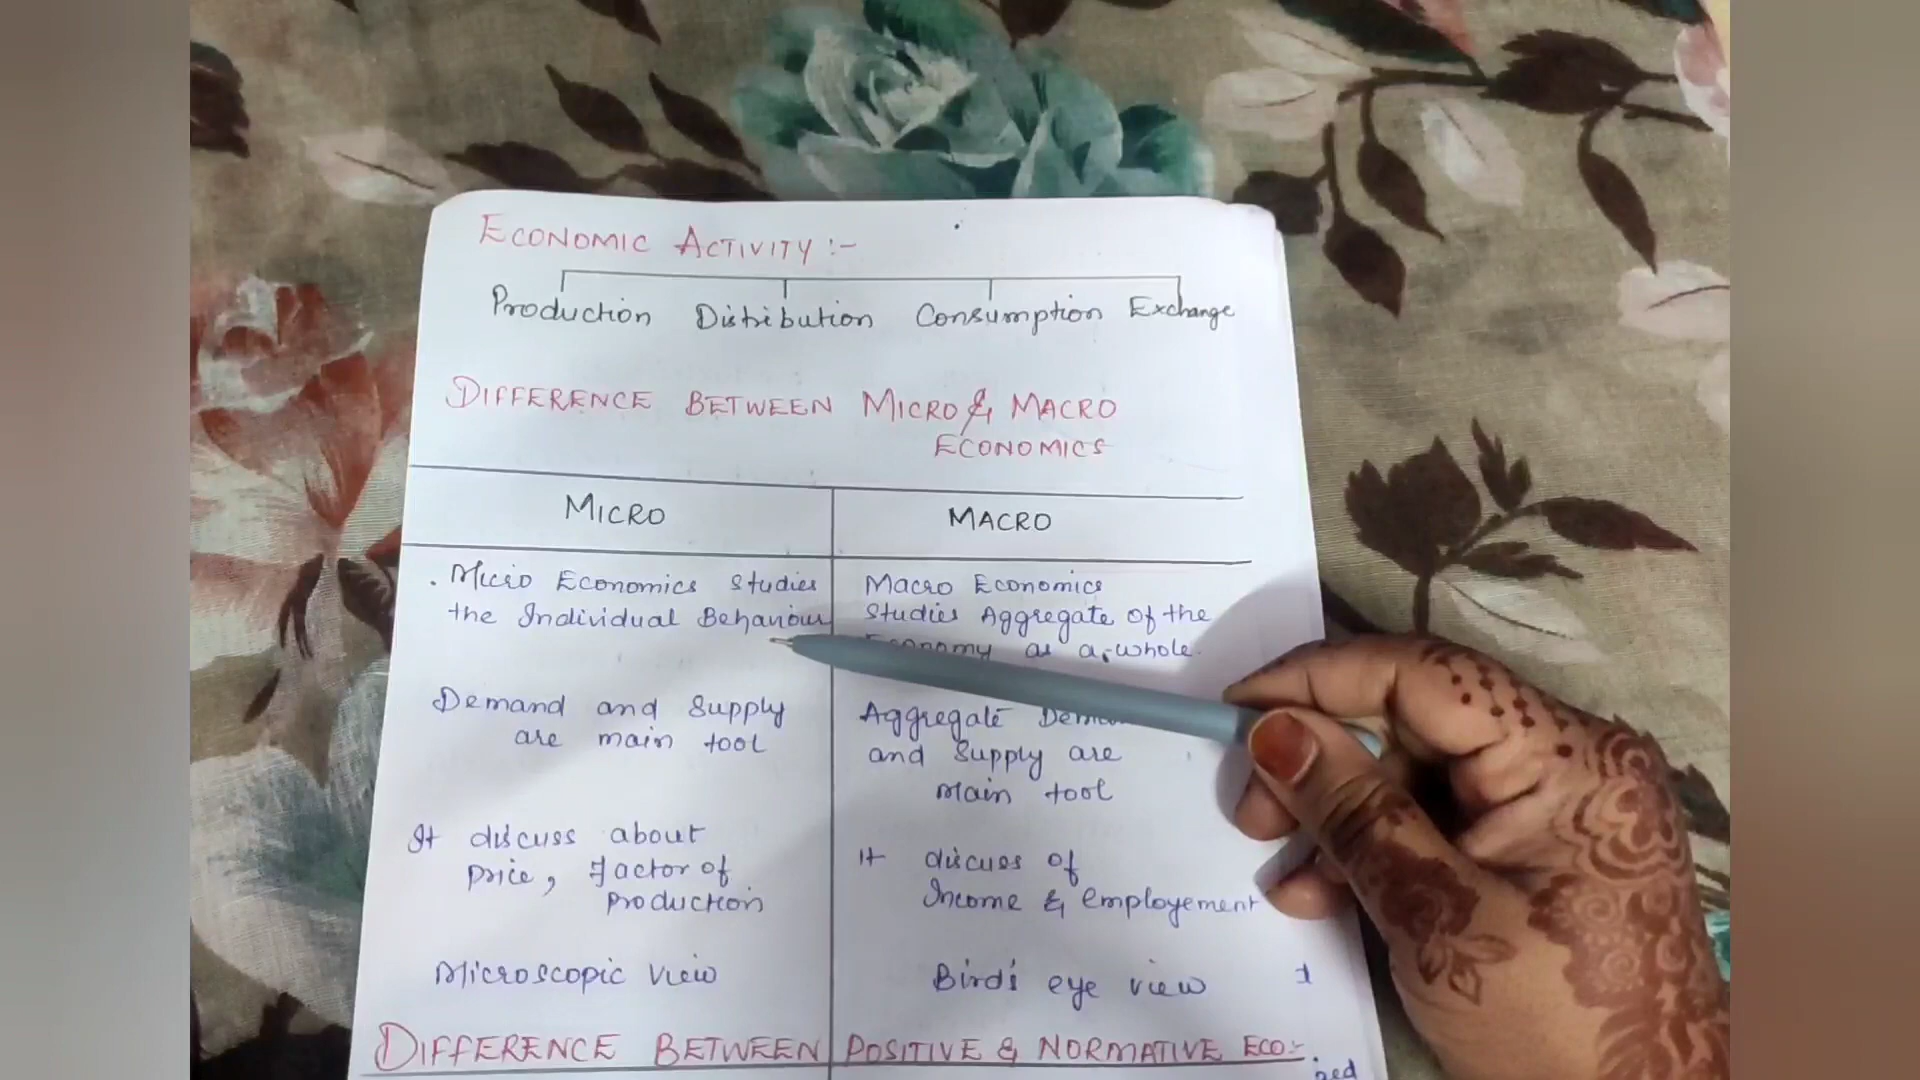 ECONOMIC ACTIVITY :-
Production Distribution Consumption Exchange
DIFFERENCE BETWEEN MICRO & MACRO
ECONOMICS
MICRO
MACRO
. Micro Economics studies
the Individual Behaviour
Macro Economics
studies Aggregate of the
Economy as a whole.
Demand and supply
are main tool
Aggregate
and supply are
main tool
It discuss about
price, Factor of
production
It discuss of
Income & employement
Microscopic view
Bird's eye view
DIFFERENCE BETWEEN POSITIVE & NORMATIVE ECO:-